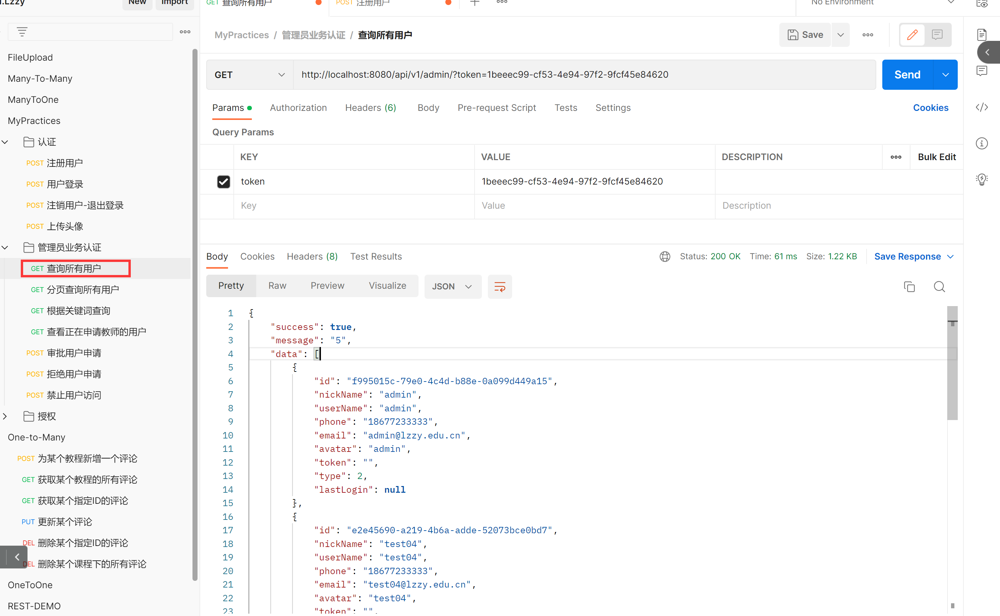 i.Lzzy
New
Import
GET 查询所有用户
POST 注册用户
No Environment
FileUpload
Many-To-Many
ManyToOne
MyPractices
认证
POST 注册用户
POST 用户登录
POST 注销用户-退出登录
POST 上传头像
管理员业务认证
GET 查询所有用户
GET 分页查询所有用户
GET 根据关键词查询
GET 查看正在申请教师的用户
POST 审批用户申请
POST 拒绝用户申请
POST 禁止用户访问
授权
One-to-Many
POST 为某个教程新增一个评论
GET 获取某个教程的所有评论
GET 获取某个指定ID的评论
PUT 更新某个评论
DEL 删除某个指定ID的评论
DEL 删除某个课程下的所有评论
OneToOne
REST-DEMO
MyPractices / 管理员业务认证 / 查询所有用户
Save
GET http://localhost:8080/api/v1/admin/?token=1beeec99-cf53-4e94-97f2-9fcf45e84620
Send
Params Authorization Headers (6) Body Pre-request Script Tests Settings Cookies
Query Params
KEY VALUE DESCRIPTION Bulk Edit
token 1beeec99-cf53-4e94-97f2-9fcf45e84620
Key Value Description
Body Cookies Headers (8) Test Results Status: 200 OK Time: 61 ms Size: 1.22 KB Save Response
Pretty Raw Preview Visualize JSON
1 {
2 "success": true,
3 "message": "5",
4 "data": [
5 {
6 "id": "f995015c-79e0-4c4d-b88e-0a099d449a15",
7 "nickName": "admin",
8 "userName": "admin",
9 "phone": "18677233333",
10 "email": "admin@lzzy.edu.cn",
11 "avatar": "admin",
12 "token": "",
13 "type": 2,
14 "lastLogin": null
15 },
16 {
17 "id": "e2e45690-a219-4b6a-adde-52073bce0bd7",
18 "nickName": "test04",
19 "userName": "test04",
20 "phone": "18677233333",
21 "email": "test04@lzzy.edu.cn",
22 "avatar": "test04",
23 "token": "",